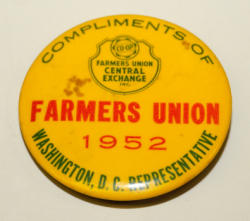 COMPLIMENTS OF
CO-OP
FARMERS UNION
CENTRAL
EXCHANGE
INC.
FARMERS UNION
1952
WASHINGTON, D.C. REPRESENTATIVE